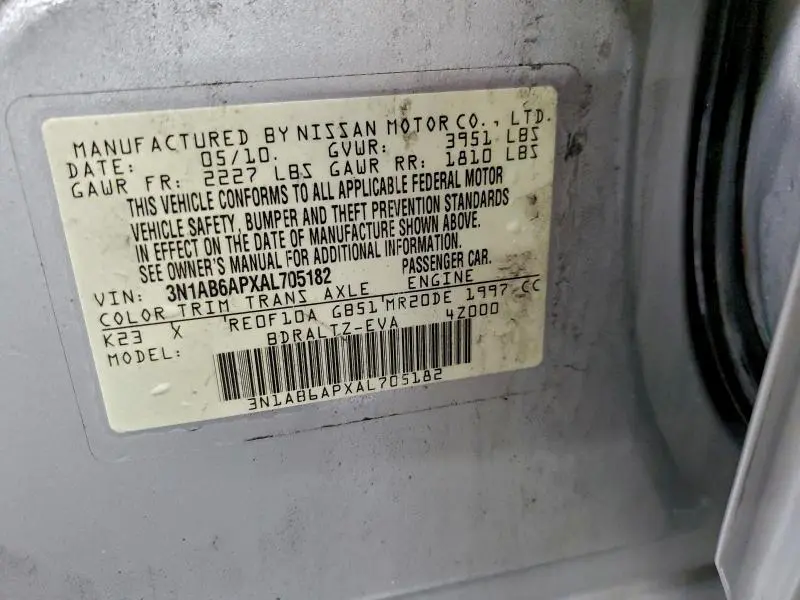 MANUFACTURED BY NISSAN MOTOR CO., LTD.
DATE: 05/10. GVWR: 3951 LBS
GAWR FR: 2227 LBS GAWR RR: 1810 LBS
THIS VEHICLE CONFORMS TO ALL APPLICABLE FEDERAL MOTOR
VEHICLE SAFETY, BUMPER AND THEFT PREVENTION STANDARDS
IN EFFECT ON THE DATE OF MANUFACTURE SHOWN ABOVE.
SEE OWNER'S MANUAL FOR ADDITIONAL INFORMATION.
VIN: 3N1AB6APXAL705182 PASSENGER CAR.
COLOR TRIM TRANS AXLE ENGINE
K23 X RE0F10A GB51 MR20DE 1997 CC
MODEL: BDRALTZ-EVA 42000
3N1AB6APXAL705182